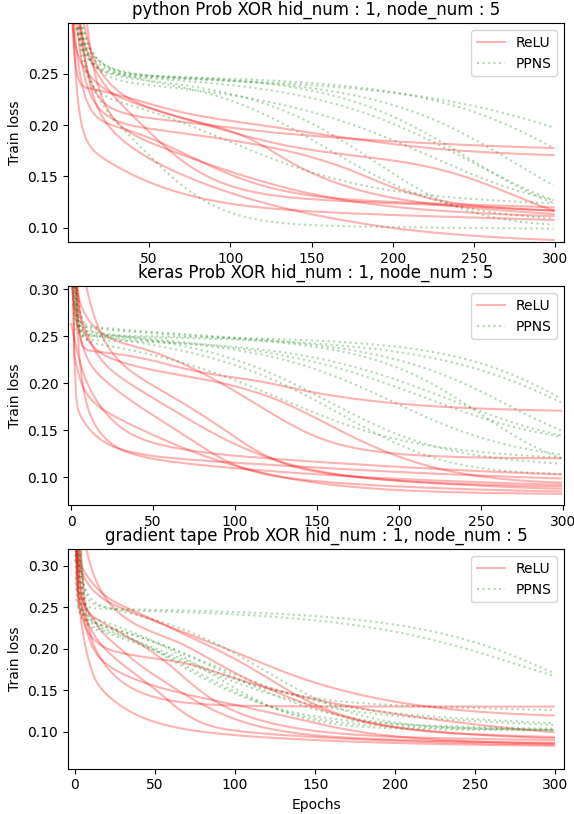 python Prob XOR hid_num : 1, node_num : 5
Train loss
0.25
0.20
0.15
0.10
ReLU
PPNS
50
100
150
200
250
300
keras Prob XOR hid_num : 1, node_num : 5
Train loss
0.30
0.25
0.20
0.15
0.10
ReLU
PPNS
0
50
100
150
200
250
300
gradient tape Prob XOR hid_num : 1, node_num : 5
Train loss
0.30
0.25
0.20
0.15
0.10
ReLU
PPNS
0
50
100
150
200
250
300
Epochs